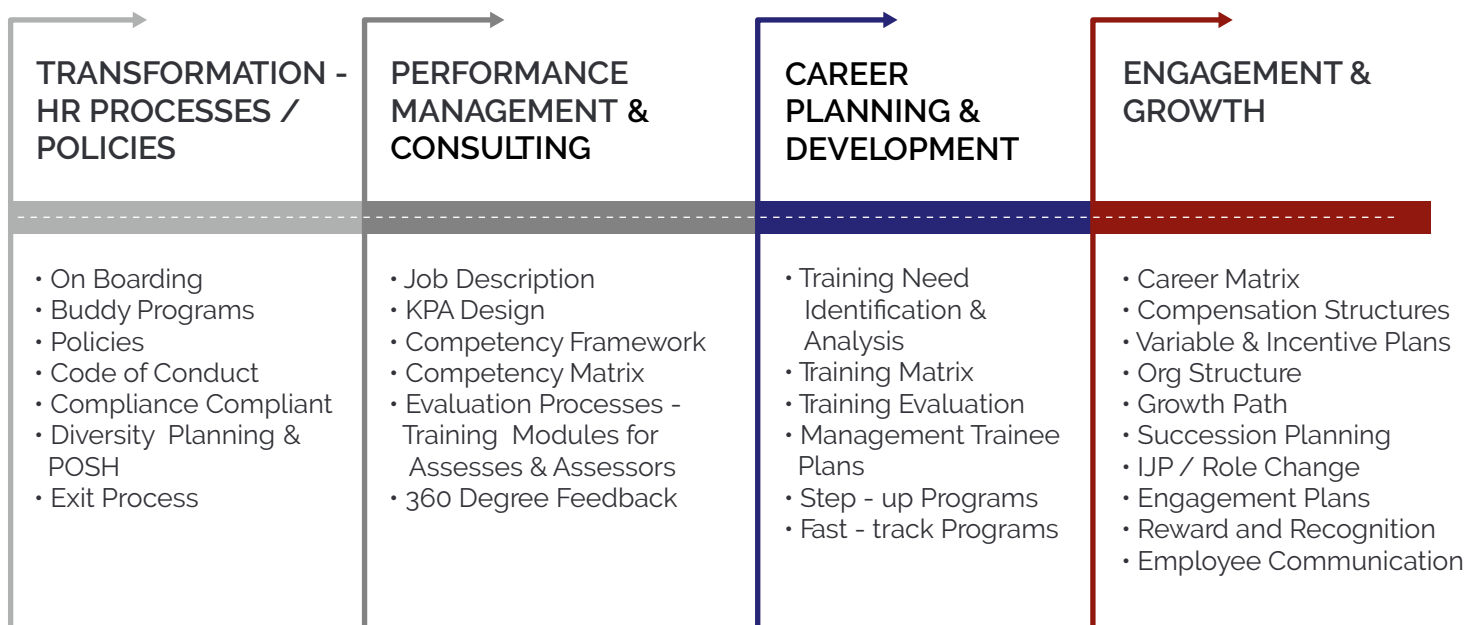 TRANSFORMATION -
HR PROCESSES /
POLICIES
• On Boarding
• Buddy Programs
• Policies
• Code of Conduct
• Compliance Compliant
• Diversity Planning &
POSH
• Exit Process
PERFORMANCE
MANAGEMENT &
CONSULTING
• Job Description
• KPA Design
• Competency Framework
• Competency Matrix
• Evaluation Processes -
Training Modules for
Assesses & Assessors
• 360 Degree Feedback
CAREER
PLANNING &
DEVELOPMENT
• Training Need
Identification &
Analysis
• Training Matrix
• Training Evaluation
• Management Trainee
Plans
• Step - up Programs
• Fast - track Programs
ENGAGEMENT &
GROWTH
• Career Matrix
• Compensation Structures
• Variable & Incentive Plans
• Org Structure
• Growth Path
• Succession Planning
• IJP / Role Change
• Engagement Plans
• Reward and Recognition
• Employee Communication